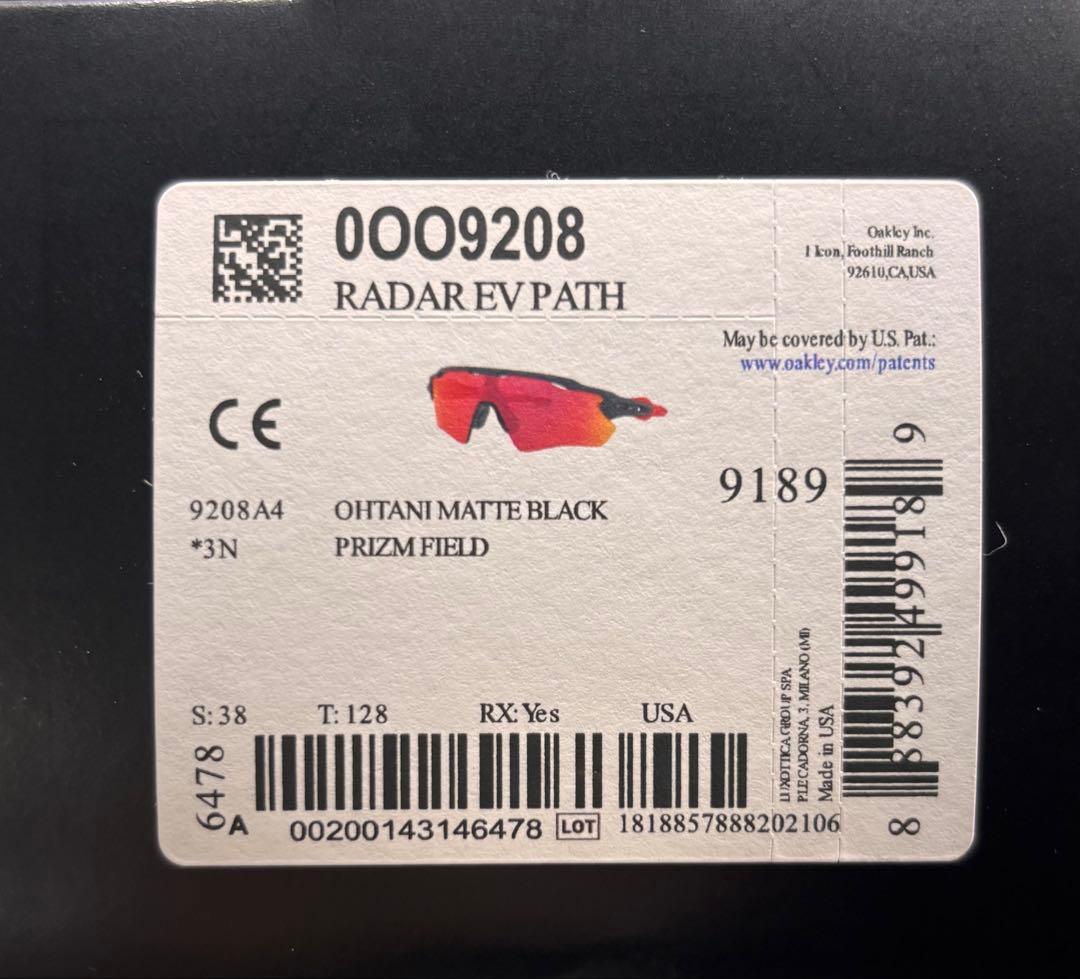 0OO9208
RADAR EV PATH
Oakley Inc.
1 Icon, Foothill Ranch
92610,CA,USA
May be covered by U.S. Pat.:
www.oakley.com/patents
CE
9189
9208A4 OHTANI MATTE BLACK
*3N PRIZM FIELD
S: 38 T: 128 RX: Yes USA
6478
A 00200143146478 LOT 1818857888202106
LUXOTTICA GROUP SPA
P.LE CADORNA, 3, MILANO (MI)
Made in USA
8 88392 49918 9